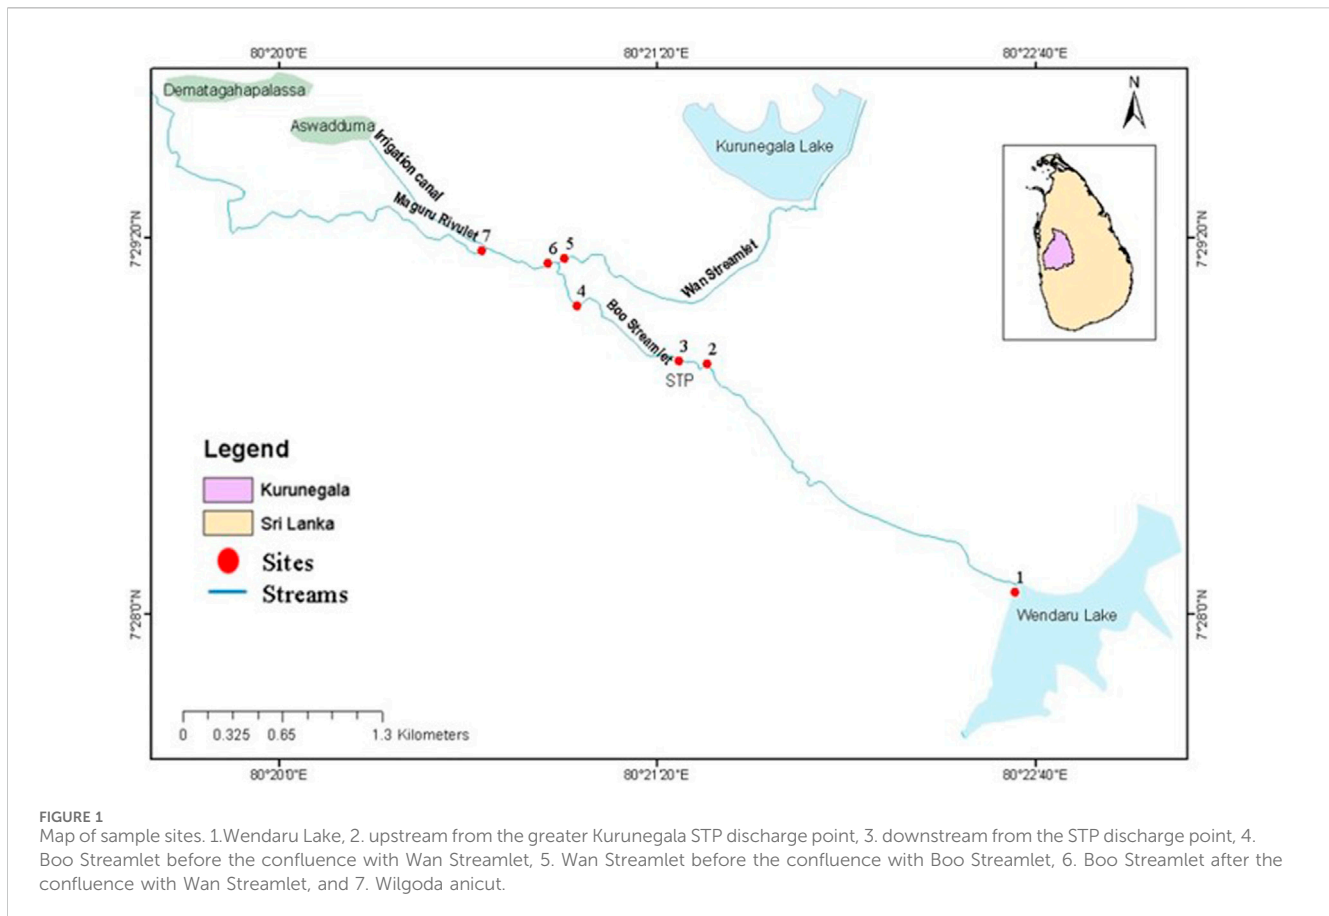 80°20'0"E 80°21'20"E 80°22'40"E
N
Dematagahapalassa
Aswadduma
Irrigation canal
Kurunegala Lake
Maguru Rivulet
7
6
5
Wan Streamlet
7°29'20"N
7°29'20"N
4
Boo Streamlet
3
2
STP
Legend
Kurunegala
Sri Lanka
Sites
Streams
1
Wendaru Lake
7°28'0"N
7°28'0"N
0 0.325 0.65 1.3 Kilometers
80°20'0"E 80°21'20"E 80°22'40"E
FIGURE 1
Map of sample sites. 1.Wendaru Lake, 2. upstream from the greater Kurunegala STP discharge point, 3. downstream from the STP discharge point, 4.
Boo Streamlet before the confluence with Wan Streamlet, 5. Wan Streamlet before the confluence with Boo Streamlet, 6. Boo Streamlet after the
confluence with Wan Streamlet, and 7. Wilgoda anicut.